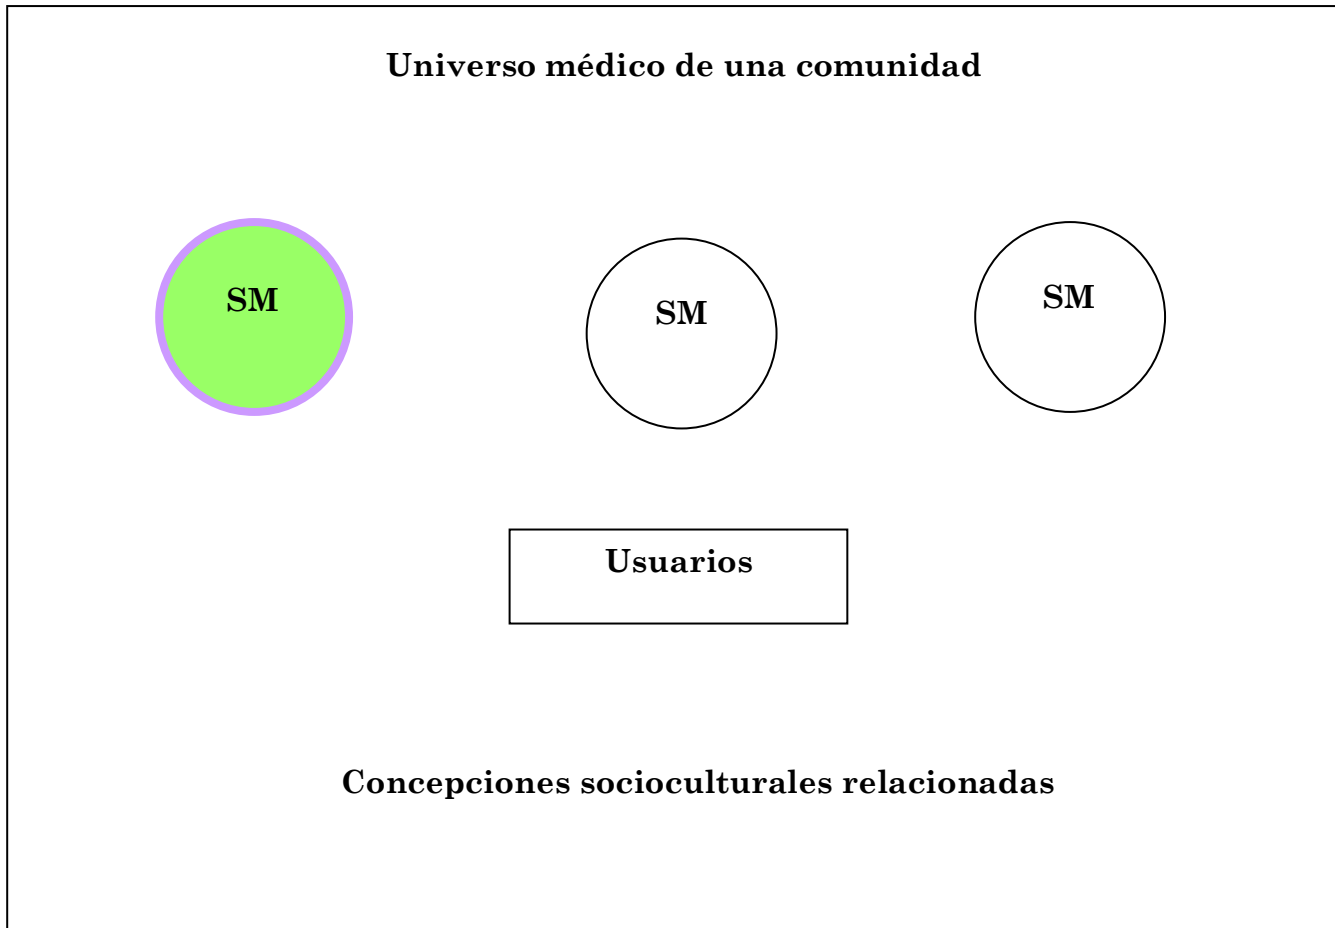 Universo médico de una comunidad
SM
SM
SM
Usuarios
Concepciones socioculturales relacionadas